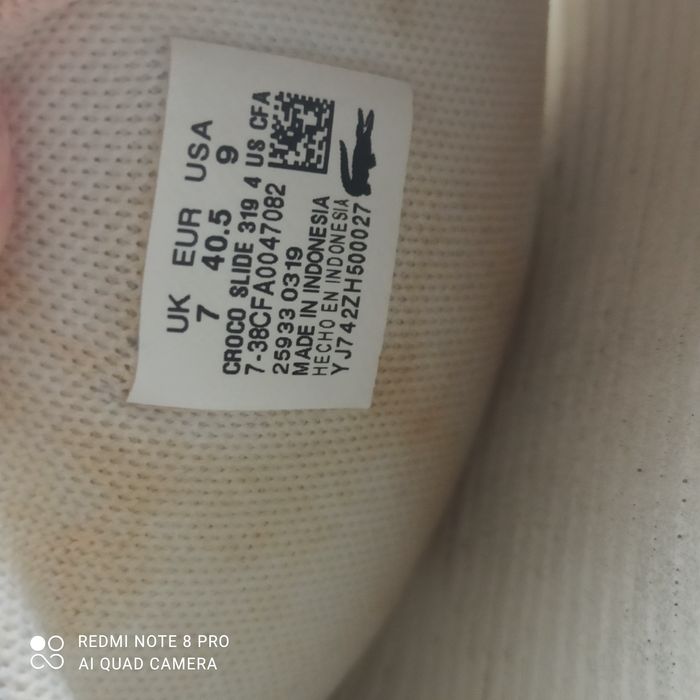 UK EUR USA
7 40.5 9
CROCO SLIDE 319 4 US CFA
7-38CFA0047082
25933 0319
MADE IN INDONESIA
HECHO EN INDONESIA
YJ742ZH500027
REDMI NOTE 8 PRO
AI QUAD CAMERA